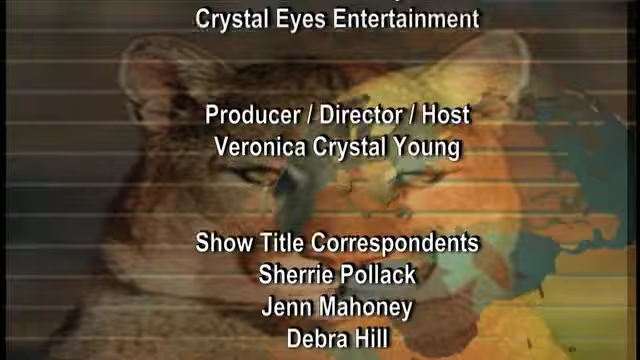 Crystal Eyes Entertainment
Producer / Director / Host
Veronica Crystal Young
Show Title Correspondents
Sherrie Pollack
Jenn Mahoney
Debra Hill